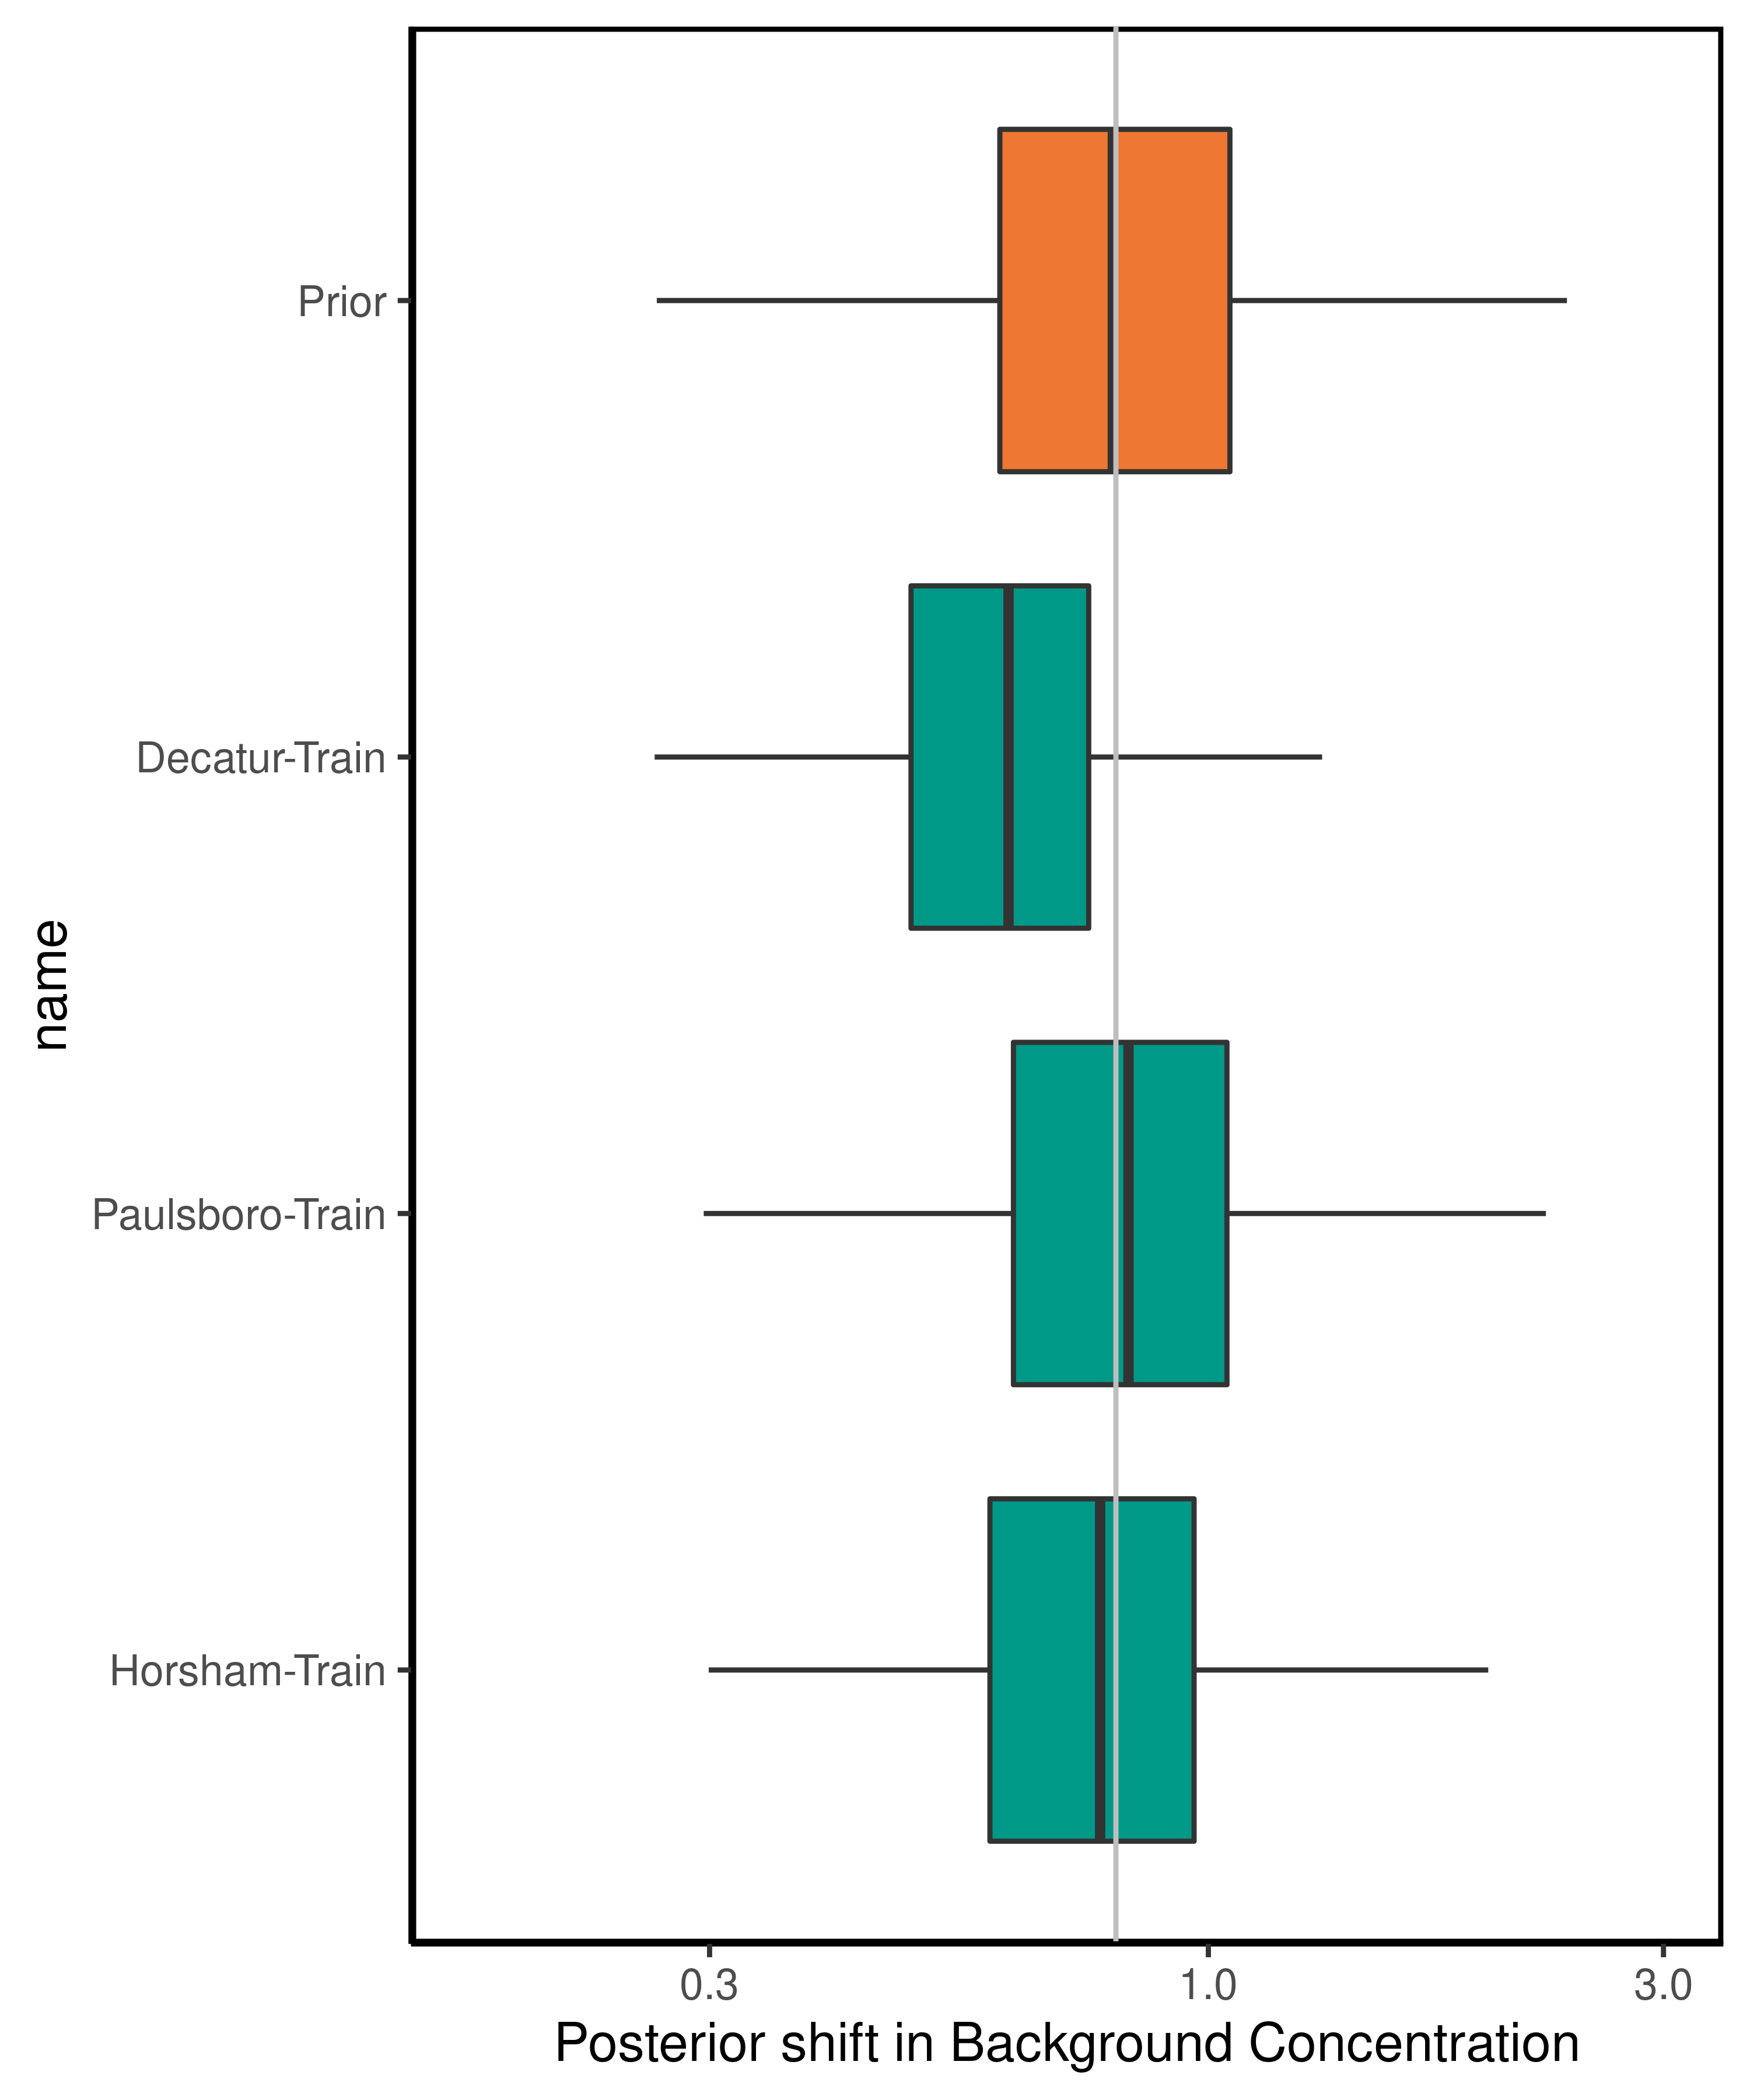 name
Prior
Decatur-Train
Paulsboro-Train
Horsham-Train
0.3 1.0 3.0
Posterior shift in Background Concentration